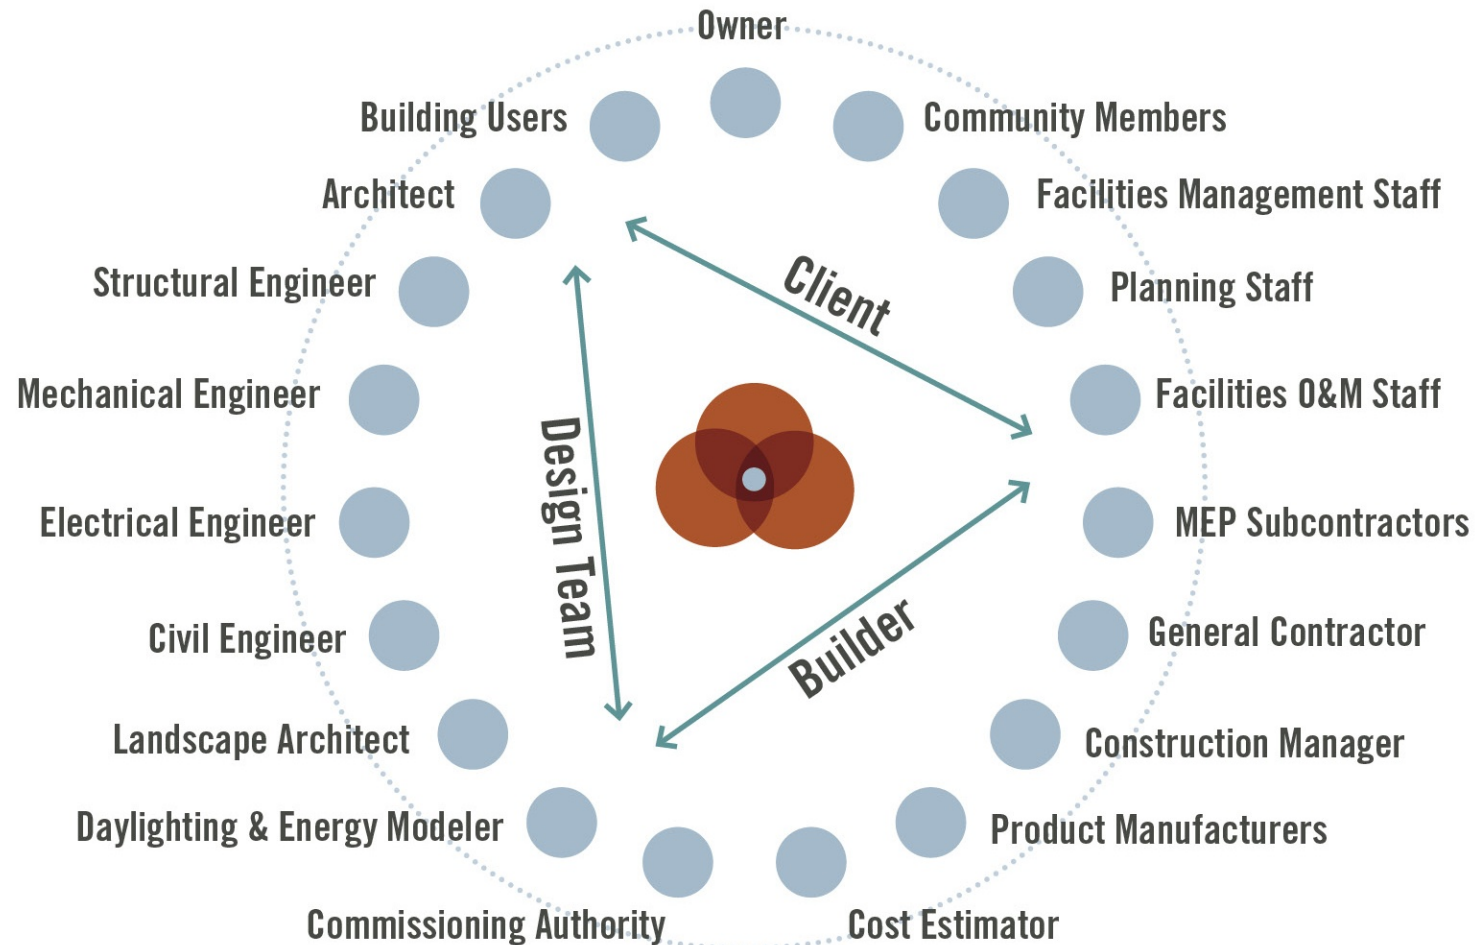 Owner
Building Users
Community Members
Architect
Facilities Management Staff
Structural Engineer
Planning Staff
Client
Mechanical Engineer
Facilities O&M Staff
Design Team
Electrical Engineer
MEP Subcontractors
Builder
Civil Engineer
General Contractor
Landscape Architect
Construction Manager
Daylighting & Energy Modeler
Product Manufacturers
Commissioning Authority
Cost Estimator